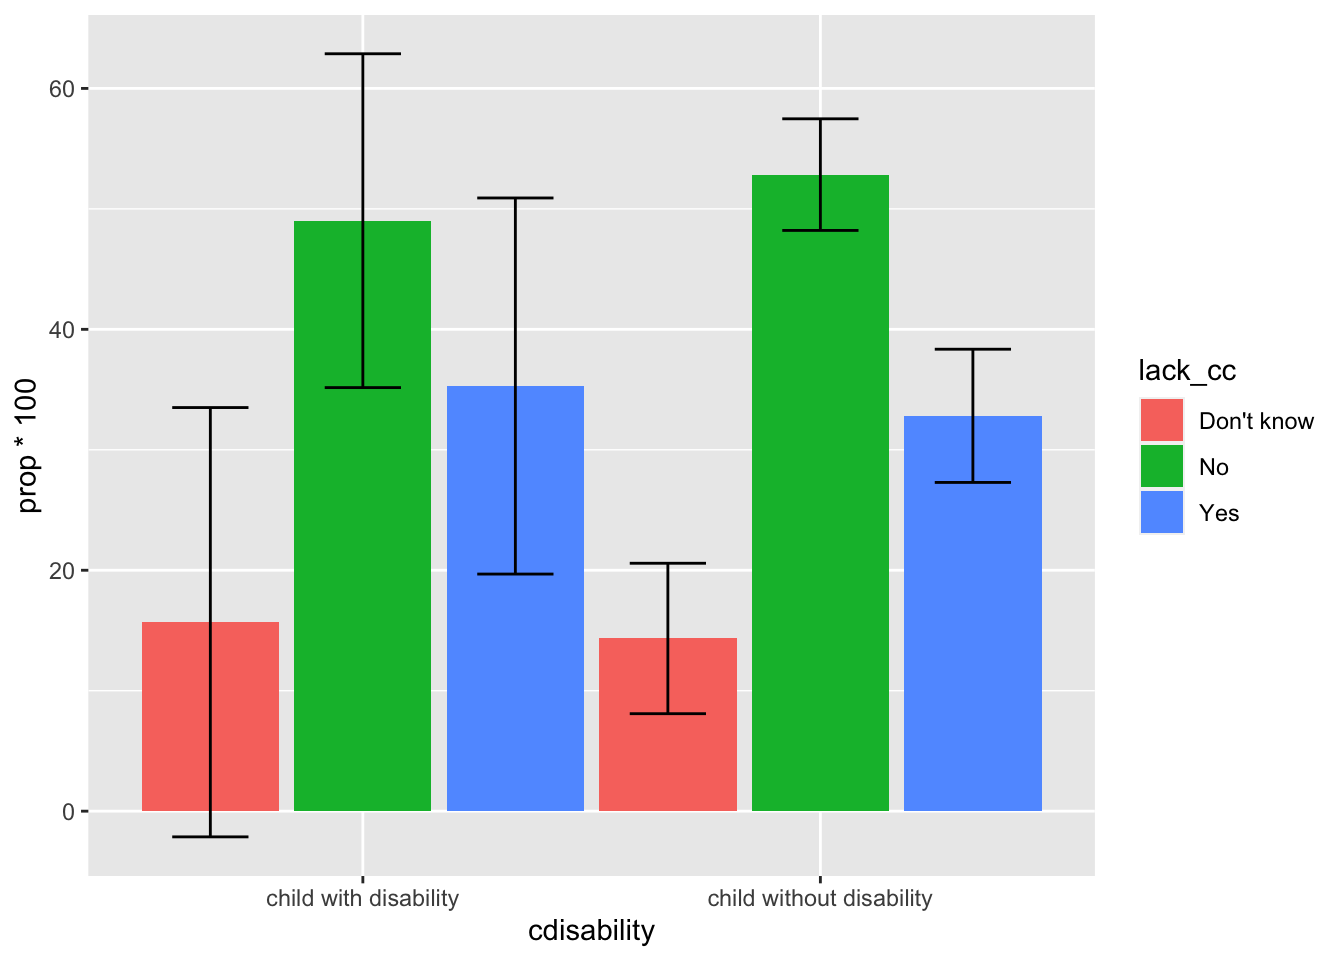 60
40
20
0
prop * 100
child with disability
child without disability
cdisability
lack_cc
Don't know
No
Yes